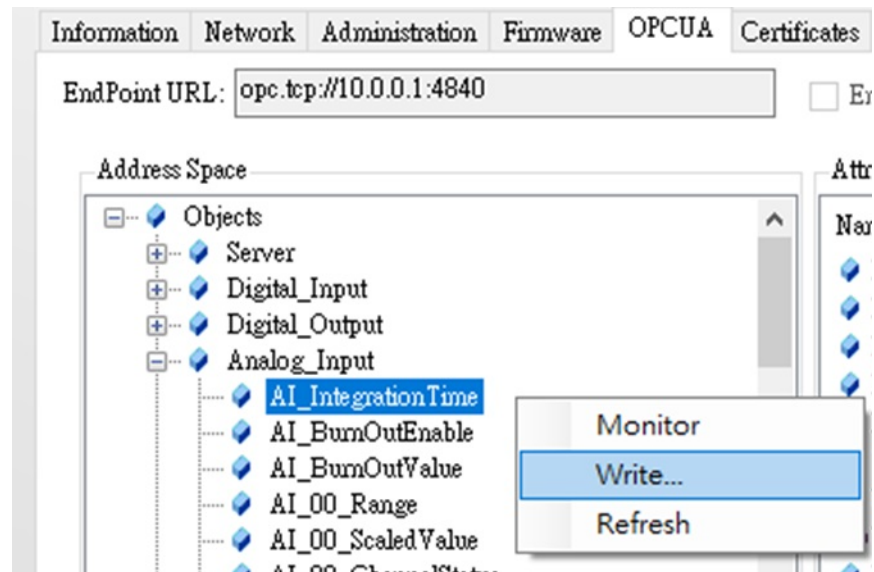 Information Network Administration Firmware OPCUA Certificates
EndPoint URL: opc.tcp://10.0.0.1:4840
Address Space
Objects
Server
Digital_Input
Digital_Output
Analog_Input
AI_IntegrationTime
AI_BurnOutEnable
AI_BurnOutValue
AI_00_Range
AI_00_ScaledValue
Monitor
Write...
Refresh